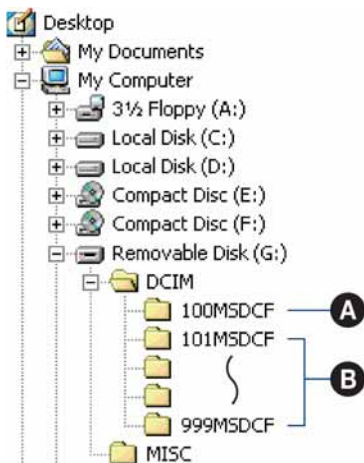 Desktop
My Documents
My Computer
3½ Floppy (A:)
Local Disk (C:)
Local Disk (D:)
Compact Disc (E:)
Compact Disc (F:)
Removable Disk (G:)
DCIM
100MSDCF A
101MSDCF
B
999MSDCF
MISC